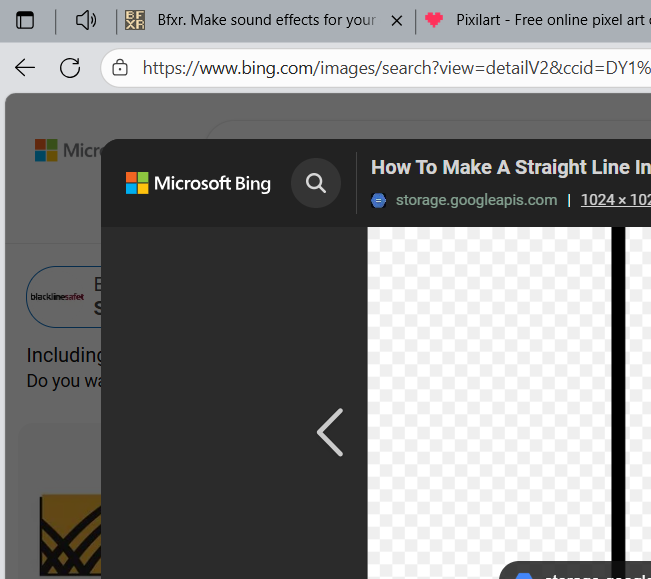 BFXR Bfxr. Make sound effects for your
Pixilart - Free online pixel art
https://www.bing.com/images/search?view=detailV2&ccid=DY1%
Micro
Microsoft Bing
How To Make A Straight Line In
storage.googleapis.com | 1024 × 102
blacklinesafet
E
S
Including
Do you wa
storage.googl